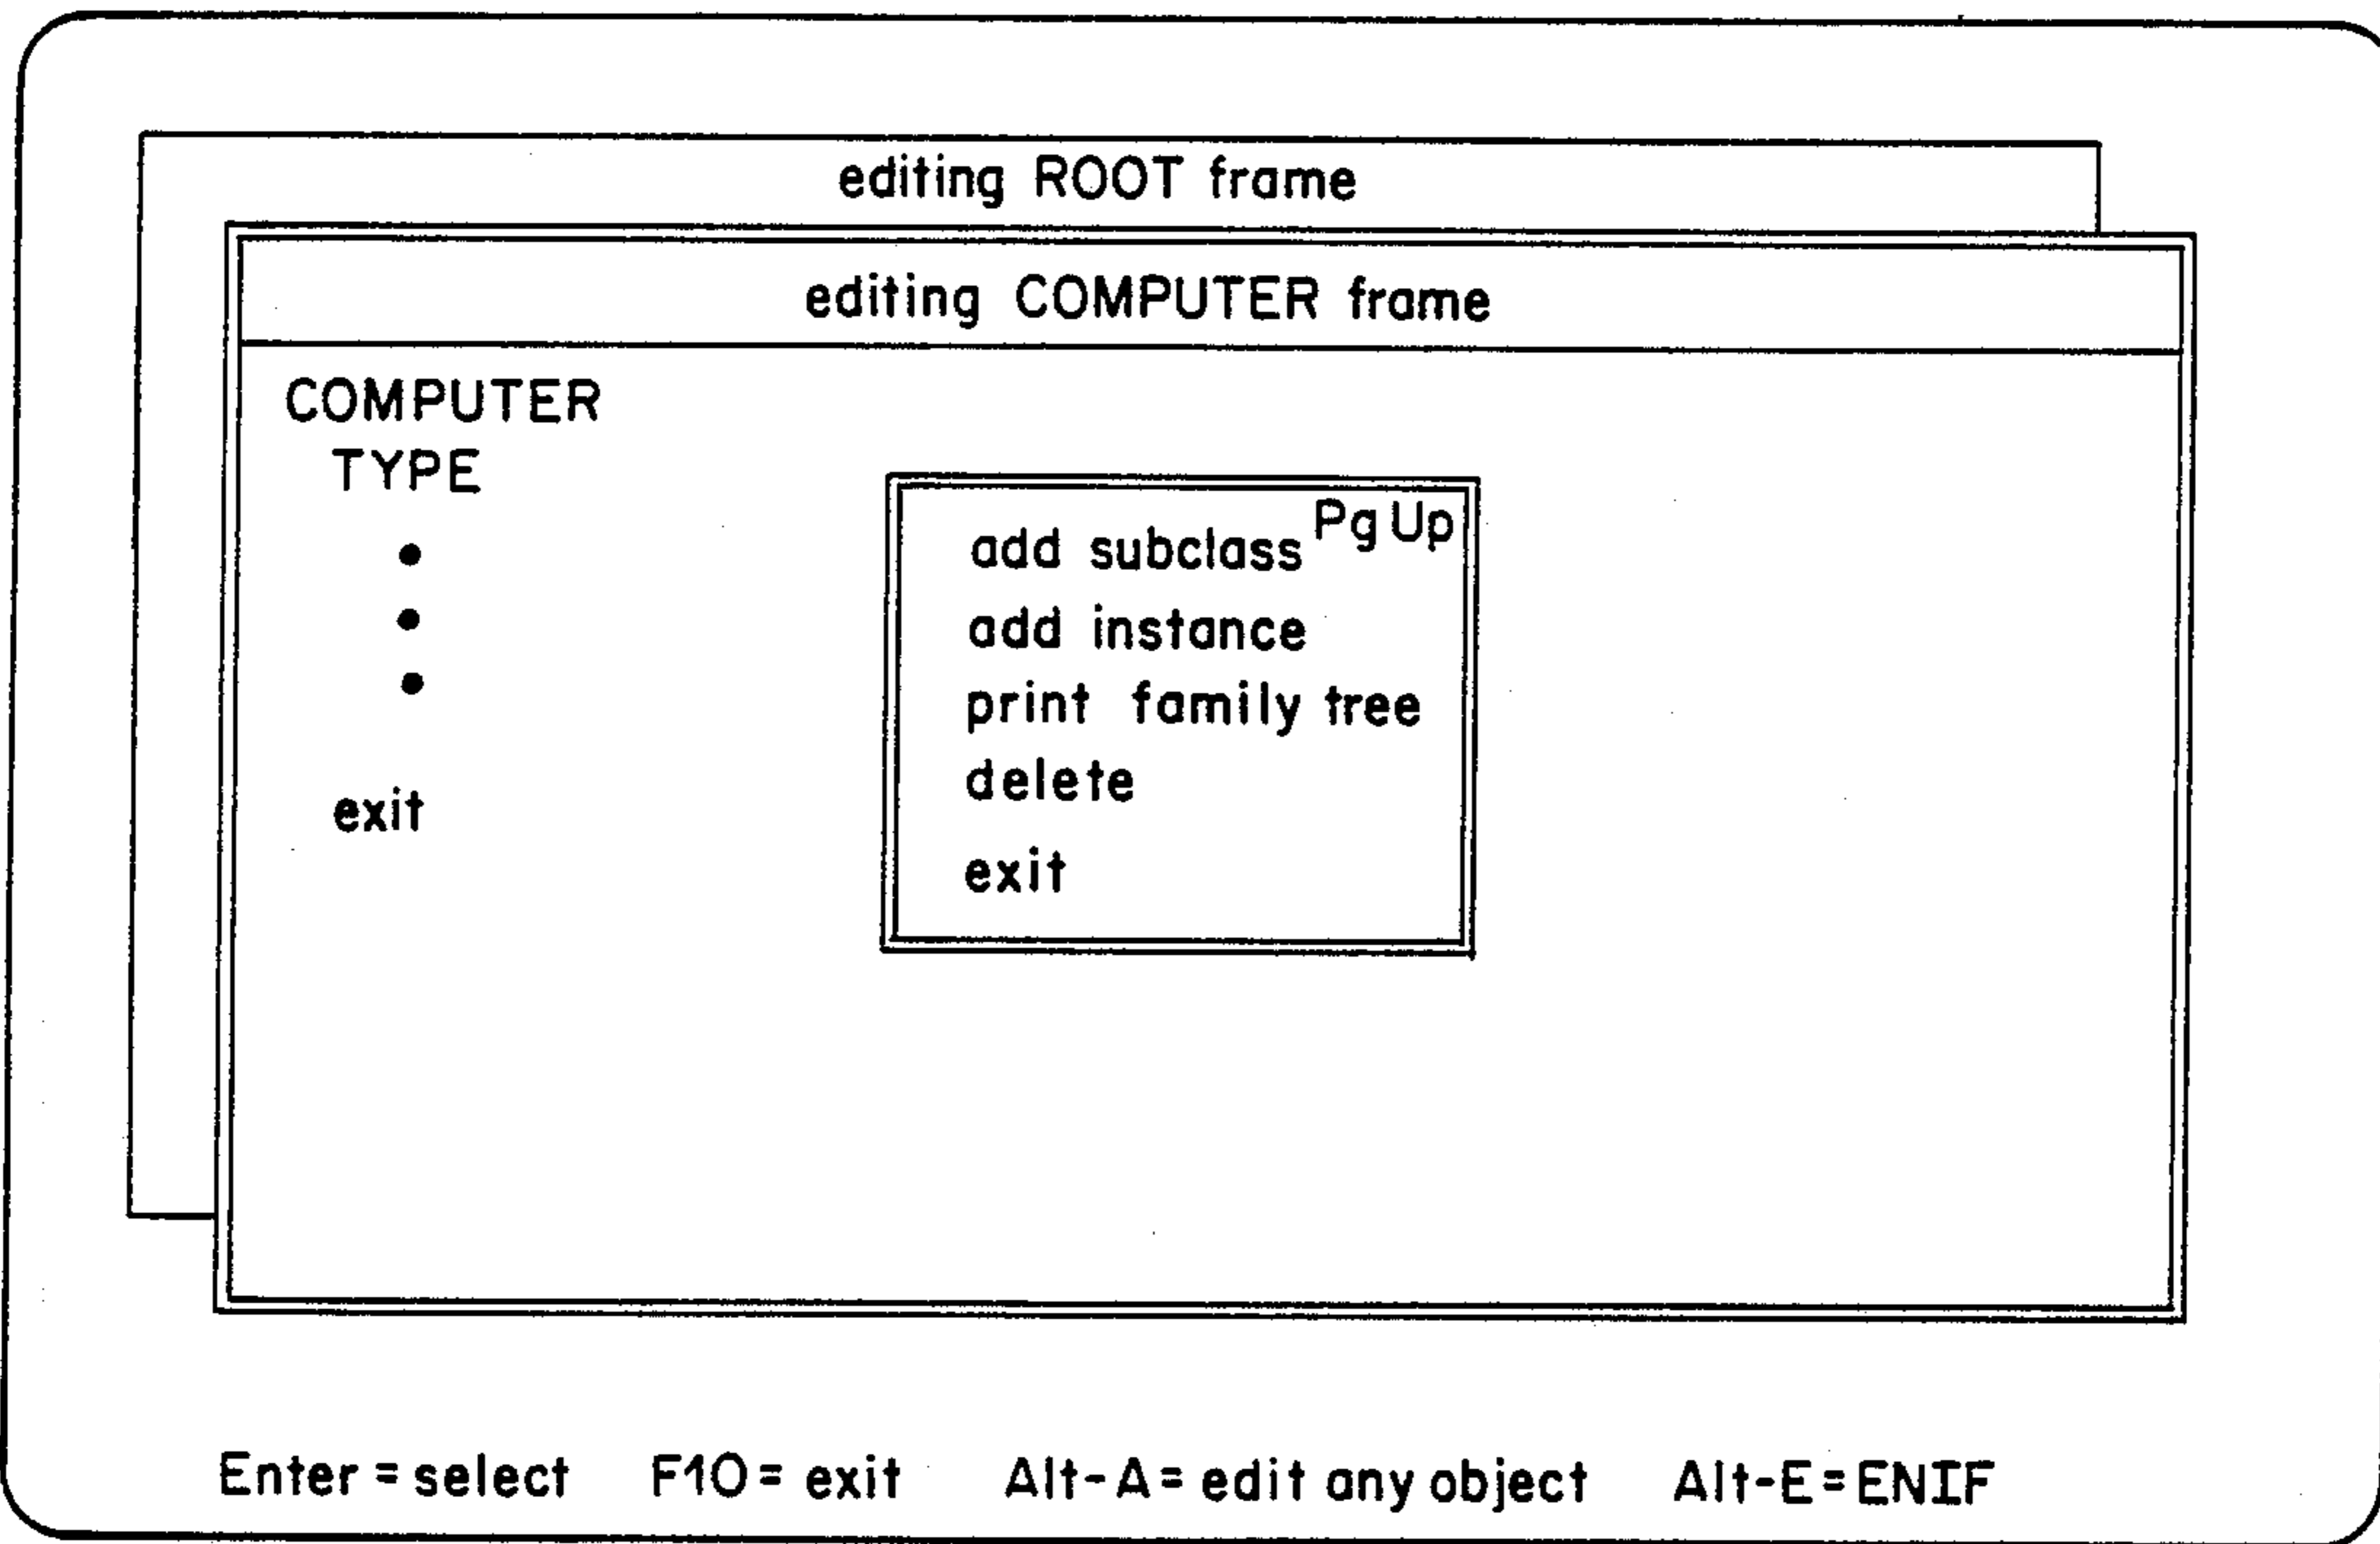 editing ROOT frame
editing COMPUTER frame
COMPUTER
TYPE
exit
Pg Up
add subclass
add instance
print family tree
delete
exit
Enter = select F10 = exit Alt-A = edit any object Alt-E = ENIF